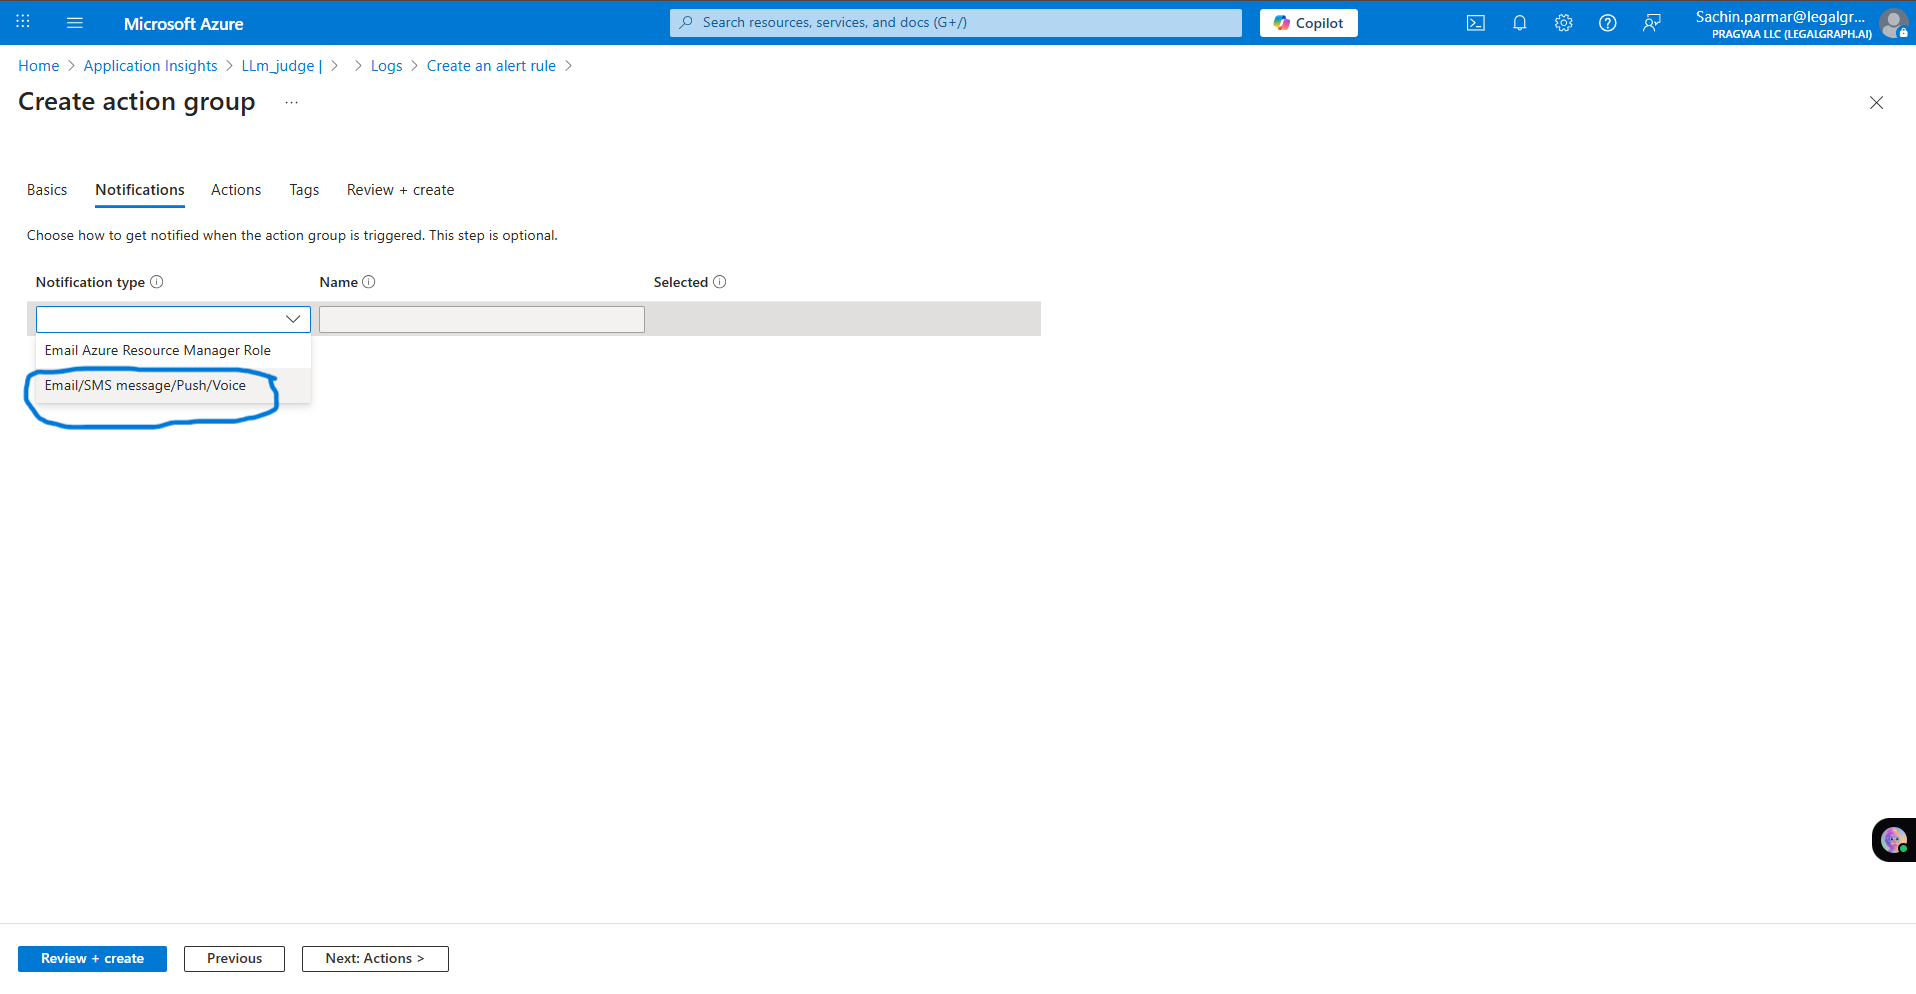 Microsoft Azure
Search resources, services, and docs (G+/)
Copilot
Sachin.parmar@legalgr...
PRAGYAA LLC (LEGALGRAPH.AI)
Home > Application Insights > LLm_judge | > > Logs > Create an alert rule >
Create action group ...
Basics Notifications Actions Tags Review + create
Choose how to get notified when the action group is triggered. This step is optional.
Notification type Name Selected
Email Azure Resource Manager Role
Email/SMS message/Push/Voice
Review + create Previous Next: Actions >